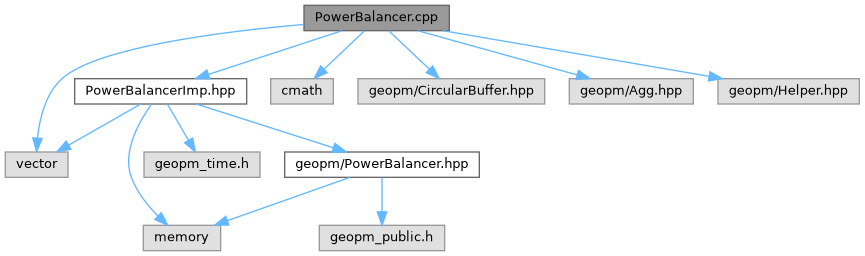 PowerBalancer.cpp
PowerBalancerImp.hpp
cmath
geopm/CircularBuffer.hpp
geopm/Agg.hpp
geopm/Helper.hpp
vector
geopm_time.h
geopm/PowerBalancer.hpp
memory
geopm_public.h